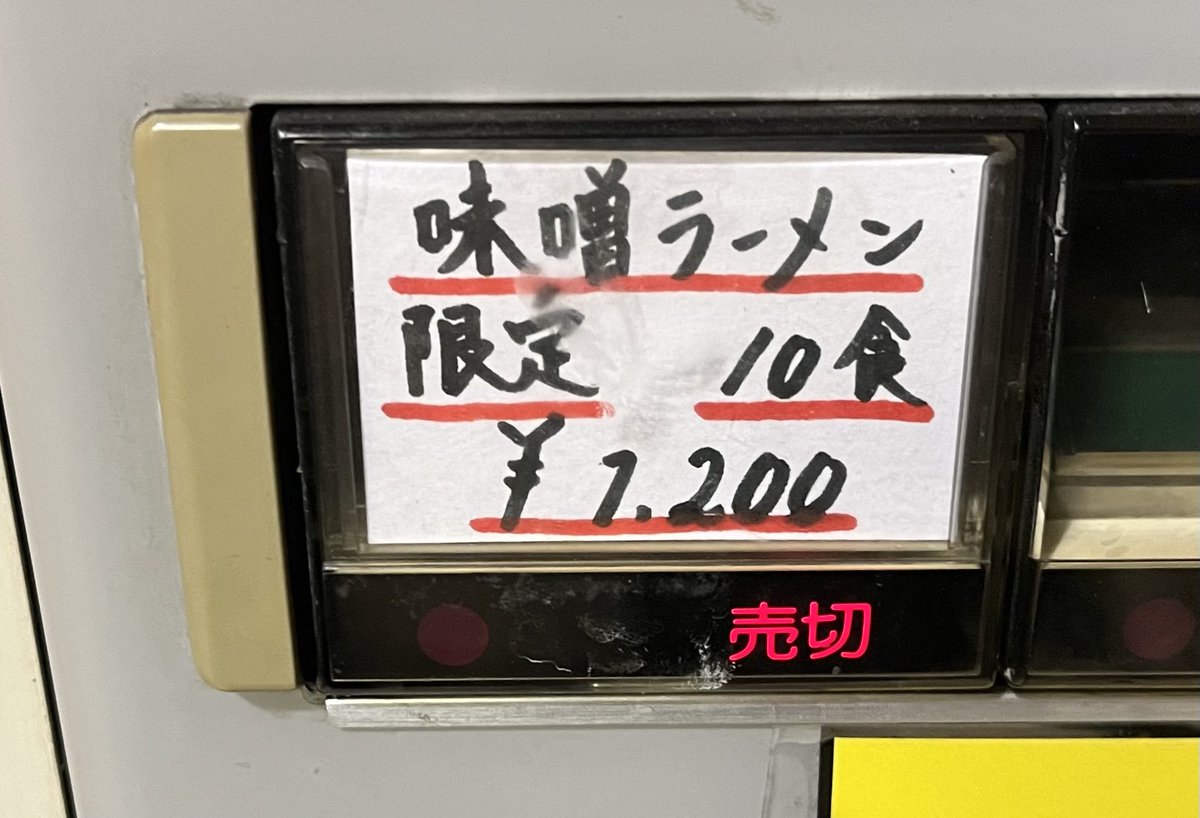 味噌ラーメン
限定 10食
¥1.200
売切